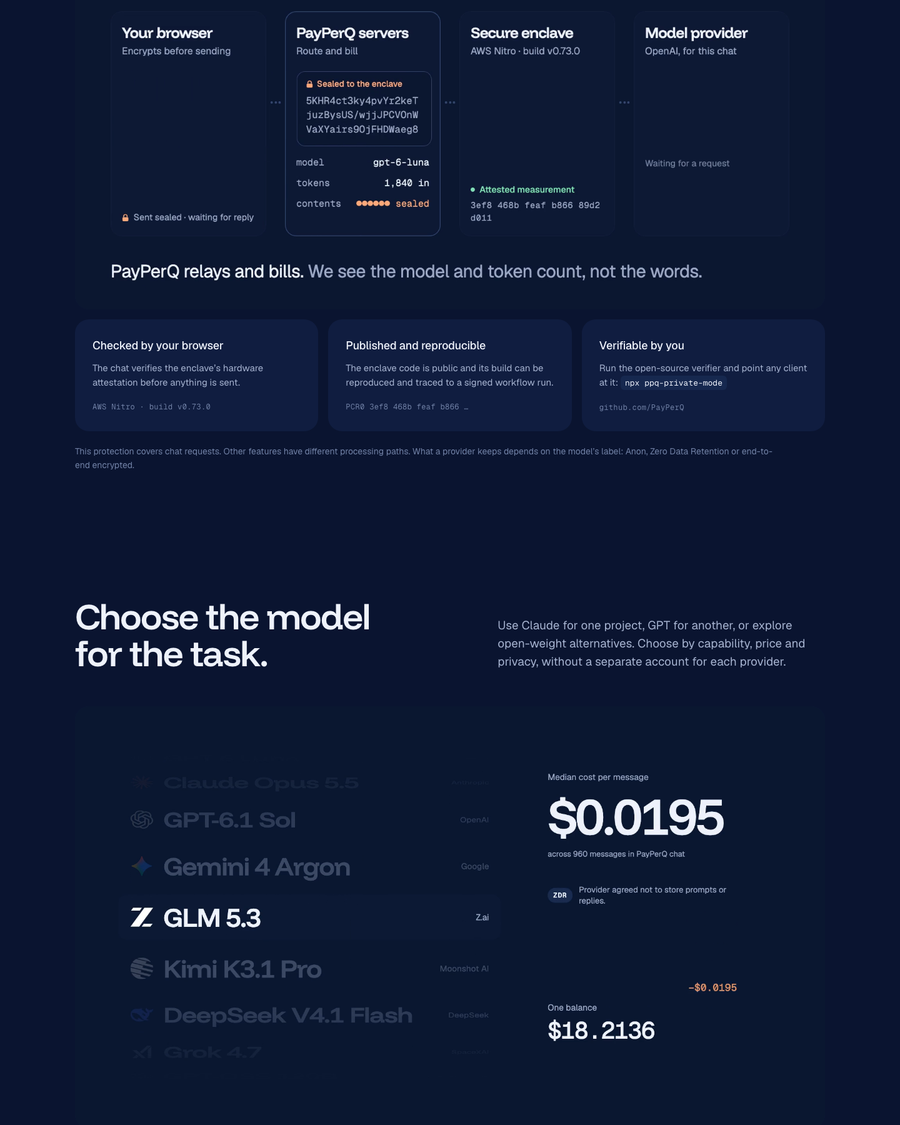 Your browser
Encrypts before sending
Sent sealed · waiting for reply
PayPerQ servers
Route and bill
Sealed to the enclave
5KHR4ct3ky4pvYr2keT
juzBysUS/wjjJPCVOnW
VaXYairs9OjFHDWaeg8
model gpt-6-luna
tokens 1,840 in
contents ●●●●●● sealed
Secure enclave
AWS Nitro · build v0.73.0
Attested measurement
3ef8 468b feaf b866 89d2
d011
Model provider
OpenAI, for this chat
Waiting for a request
PayPerQ relays and bills. We see the model and token count, not the words.
Checked by your browser
The chat verifies the enclave's hardware
attestation before anything is sent.
AWS Nitro · build v0.73.0
Published and reproducible
The enclave code is public and its build can be
reproduced and traced to a signed workflow run.
PCR0 3ef8 468b feaf b866 …
Verifiable by you
Run the open-source verifier and point any client
at it: npx ppq-private-mode
github.com/PayPerQ
This protection covers chat requests. Other features have different processing paths. What a provider keeps depends on the model's label: Anon, Zero Data Retention or end-to-
end encrypted.
Choose the model
for the task.
Use Claude for one project, GPT for another, or explore
open-weight alternatives. Choose by capability, price and
privacy, without a separate account for each provider.
Claude Opus 5.5
GPT-6.1 Sol OpenAI
Gemini 4 Argon Google
GLM 5.3 Z.ai
Kimi K3.1 Pro Moonshot AI
DeepSeek V4.1 Flash DeepSeek
Grok 4.7
Median cost per message
$0.0195
across 960 messages in PayPerQ chat
ZDR Provider agreed not to store prompts or
replies.
−$0.0195
One balance
$18.2136